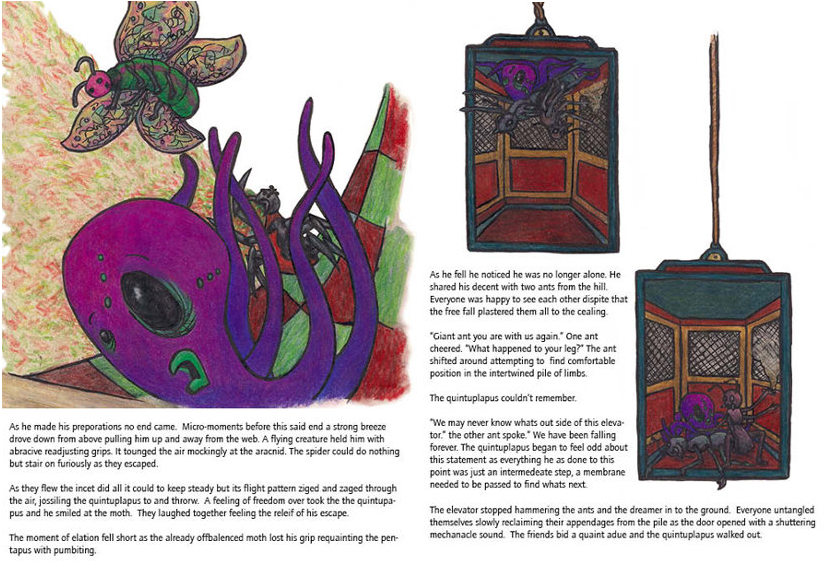 As he made his preporations no end came.  Micro-moments before this said end a strong breeze
drove down from above pulling him up and away from the web. A flying creature held him with
abracive readjusting grips. It tounged the air mockingly at the aracnid. The spider could do nothing
but stair on furiously as they escaped.
As they flew the incet did all it could to keep steady but its flight pattern ziged and zaged through
the air, jossiling the quintuplapus to and throrw.  A feeling of freedom over took the the quintupa-
pus and he smiled at the moth.  They laughed together feeling the releif of his escape.
The moment of elation fell short as the already offbalenced moth lost his grip requainting the pen-
tapus with pumbiting.
As he fell he noticed he was no longer alone. He
shared his decent with two ants from the hill.
Everyone was happy to see each other dispite that
the free fall plastered them all to the cealing.
"Giant ant you are with us again." One ant
cheered. "What happened to your leg?" The ant
shifted around attempting to  find comfortable
position in the intertwined pile of limbs.
The quintuplapus couldn't remember.
"We may never know whats out side of this eleva-
tor." the other ant spoke." We have been falling
forever. The quintuplapus began to feel odd about
this statement as everything he as done to this
point was just an intermedeate step, a membrane
needed to be passed to find whats next.
The elevator stopped hammering the ants and the dreamer in to the ground.  Everyone untangled
themselves slowly reclaiming their appendages from the pile as the door opened with a shuttering
mechanacle sound.  The friends bid a quaint adue and the quintuplapus walked out.